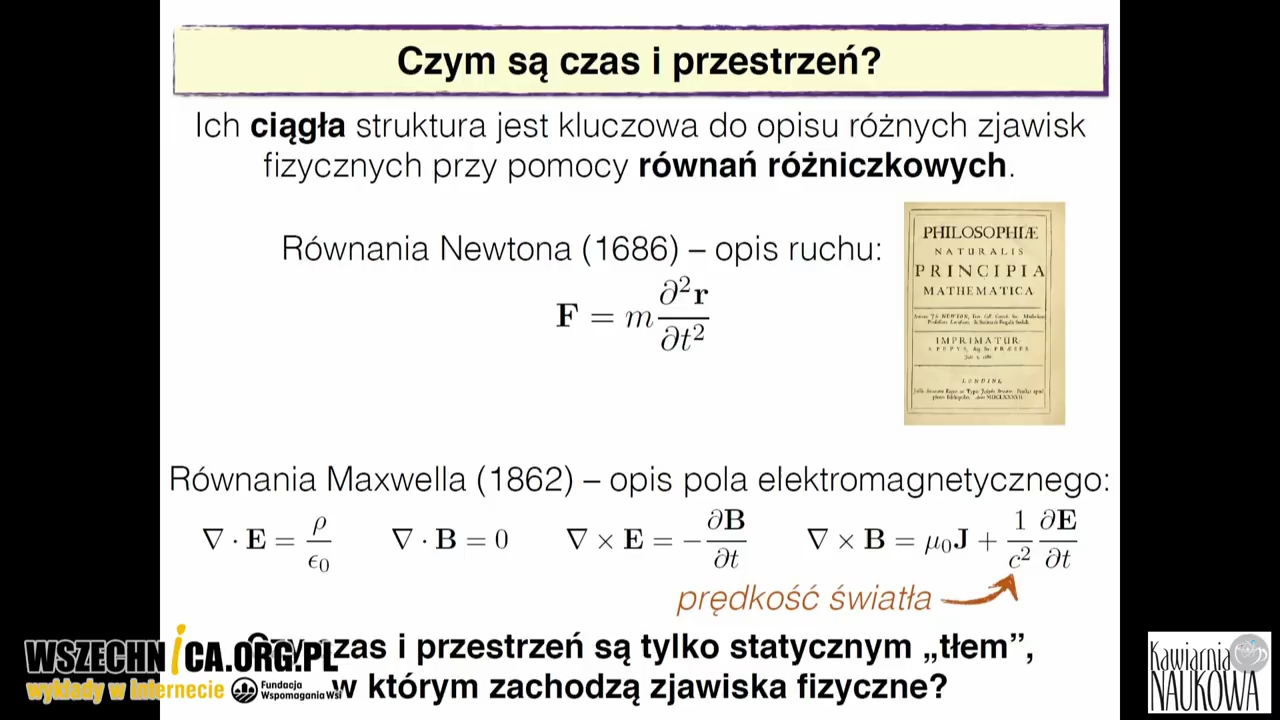 Czym są czas i przestrzeń?
Ich ciągła struktura jest kluczowa do opisu różnych zjawisk
fizycznych przy pomocy równań różniczkowych.
Równania Newtona (1686) – opis ruchu:
F = m ∂²r/∂t²
PHILOSOPHIÆ
NATURALIS
PRINCIPIA
MATHEMATICA
IMPRIMATUR
LONDINI,
Równania Maxwella (1862) – opis pola elektromagnetycznego:
∇ · E = ρ/ϵ₀ ∇ · B = 0 ∇ × E = −∂B/∂t ∇ × B = μ₀J + 1/c² ∂E/∂t
prędkość światła
Czy czas i przestrzeń są tylko statycznym „tłem”,
w którym zachodzą zjawiska fizyczne?
WSZECHNICA.ORG.PL
wykłady w Internecie
Fundacja
Wspomagania Wsi
Kawiarnia
NAUKOWA